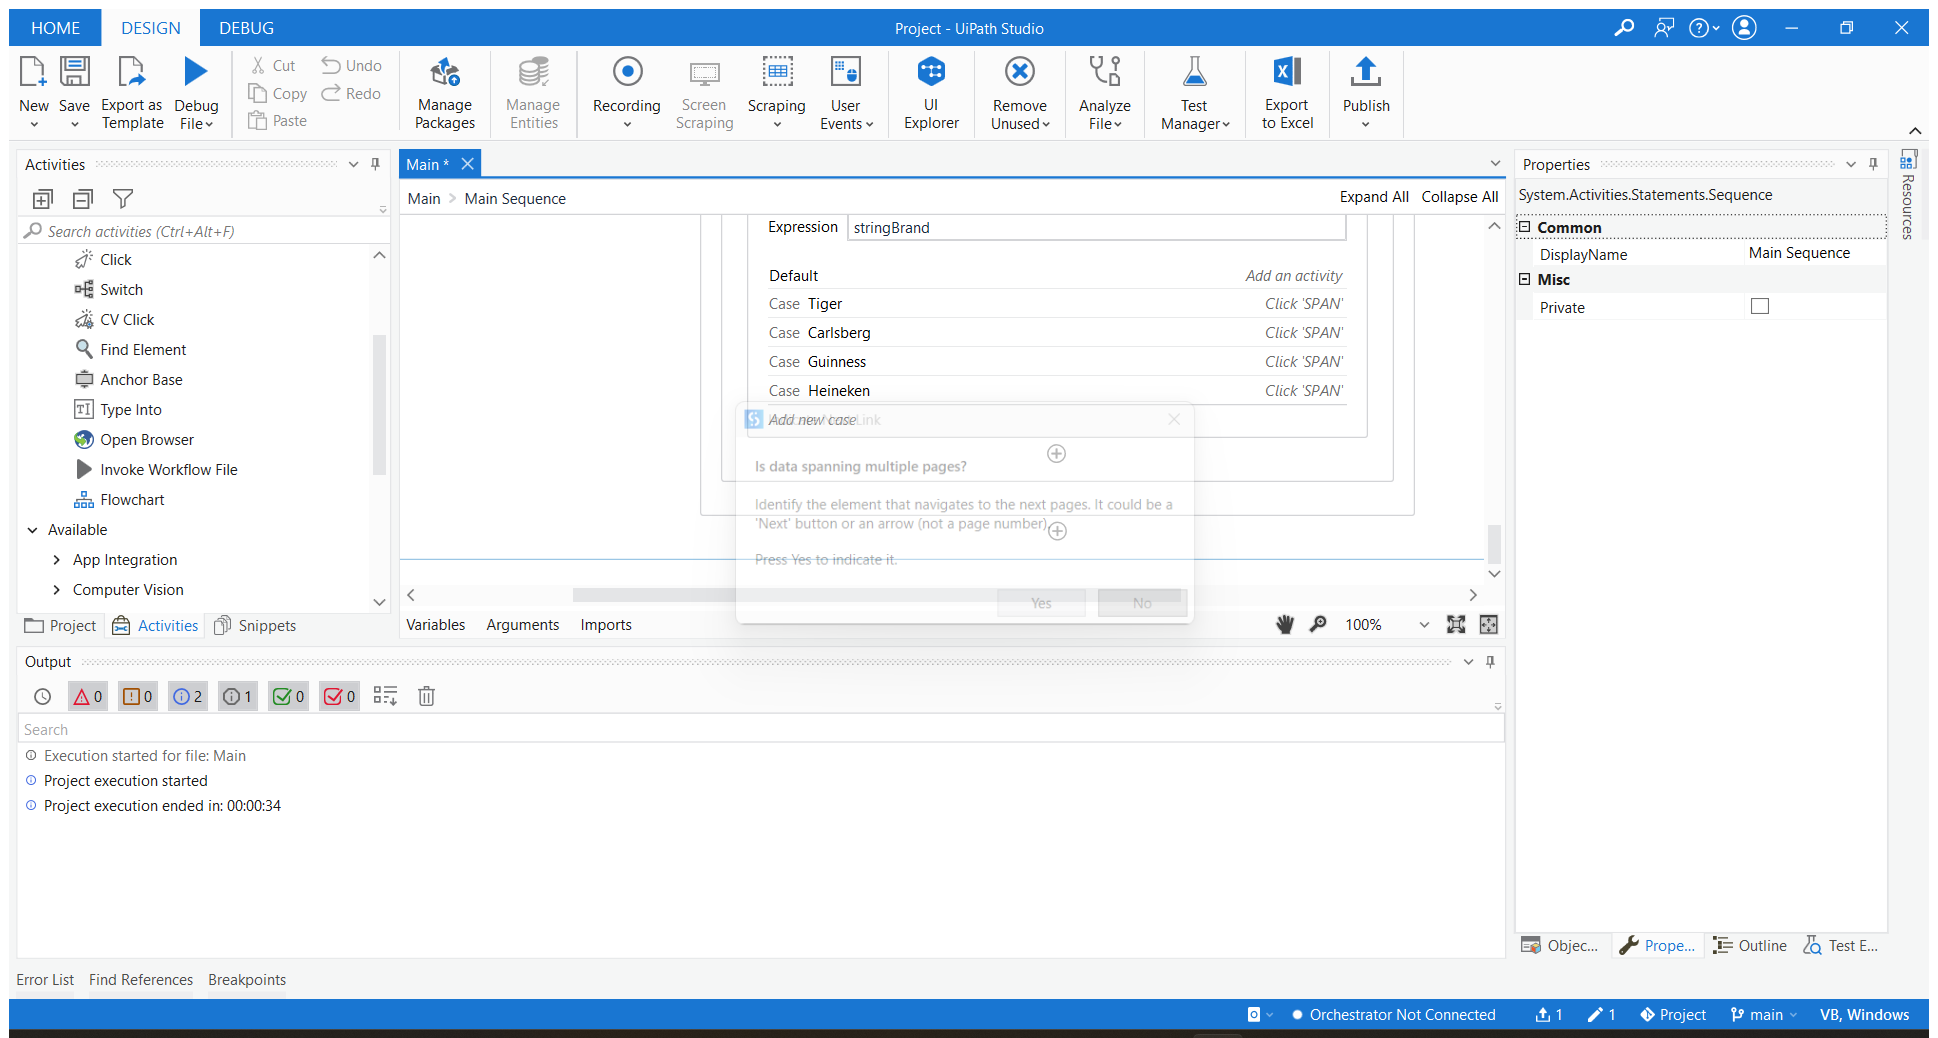 HOME DESIGN DEBUG Project - UiPath Studio
New Save Export as Template Debug File
Cut Copy Paste Undo Redo
Manage Packages
Manage Entities
Recording
Screen Scraping
Scraping
User Events
UI Explorer
Remove Unused
Analyze File
Test Manager
Export to Excel
Publish
Activities
Search activities (Ctrl+Alt+F)
Click
Switch
CV Click
Find Element
Anchor Base
Type Into
Open Browser
Invoke Workflow File
Flowchart
Available
App Integration
Computer Vision
Project Activities Snippets
Main *
Main > Main Sequence Expand All Collapse All
Expression stringBrand
Default Add an activity
Case Tiger Click 'SPAN'
Case Carlsberg Click 'SPAN'
Case Guinness Click 'SPAN'
Case Heineken Click 'SPAN'
Add new case
Link
Is data spanning multiple pages?
Identify the element that navigates to the next pages. It could be a
'Next' button or an arrow (not a page number).
Press Yes to indicate it.
Yes No
Variables Arguments Imports 100%
Properties
System.Activities.Statements.Sequence
Common
DisplayName Main Sequence
Misc
Private
Resources
Objec... Prope... Outline Test E...
Output
0 0 2 1 0 0
Search
Execution started for file: Main
Project execution started
Project execution ended in: 00:00:34
Error List Find References Breakpoints
Orchestrator Not Connected 1 1 Project main VB, Windows